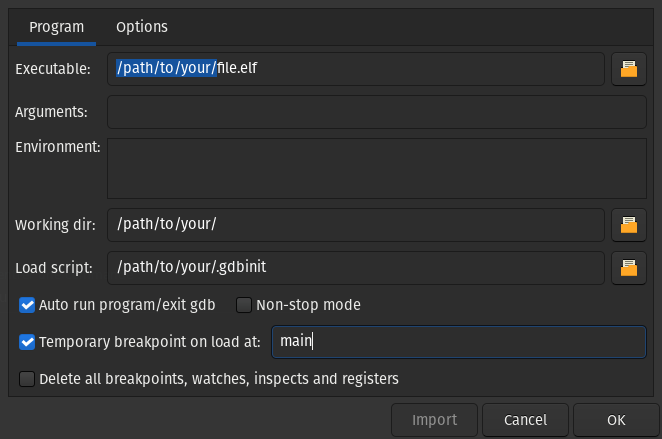 Program Options
Executable: /path/to/your/file.elf
Arguments:
Environment:
Working dir: /path/to/your/
Load script: /path/to/your/.gdbinit
Auto run program/exit gdb Non-stop mode
Temporary breakpoint on load at: main
Delete all breakpoints, watches, inspects and registers
Import Cancel OK